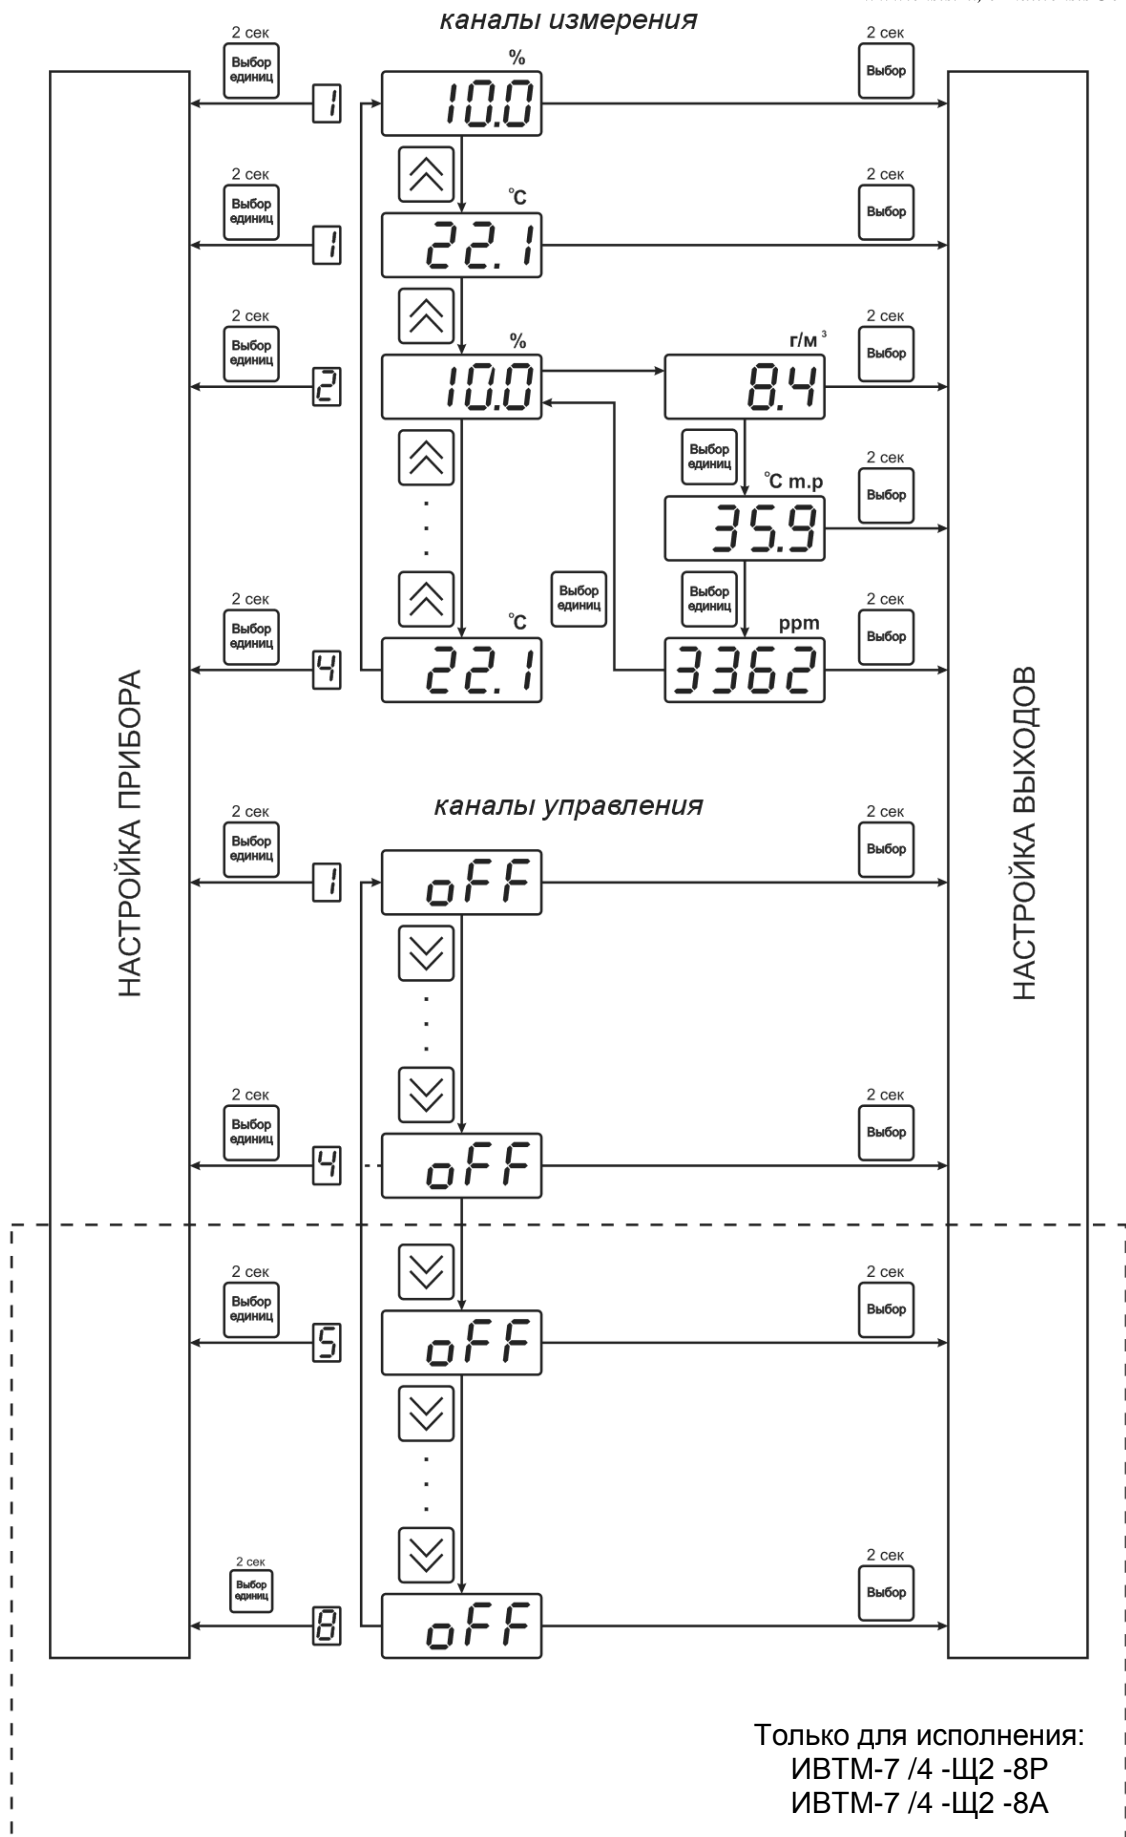 каналы измерения
2 сек
Выбор
единиц
1
%
10.0
2 сек
Выбор
2 сек
Выбор
единиц
1
°C
22.1
2 сек
Выбор
2 сек
Выбор
единиц
2
%
10.0
г/м³
8.4
2 сек
Выбор
Выбор
единиц
°C т.р
35.9
2 сек
Выбор
Выбор
единиц
Выбор
единиц
2 сек
Выбор
единиц
4
°C
22.1
ppm
3362
2 сек
Выбор
НАСТРОЙКА ПРИБОРА
НАСТРОЙКА ВЫХОДОВ
каналы управления
2 сек
Выбор
единиц
1
oFF
2 сек
Выбор
2 сек
Выбор
единиц
4
oFF
2 сек
Выбор
2 сек
Выбор
единиц
5
oFF
2 сек
Выбор
2 сек
Выбор
единиц
8
oFF
2 сек
Выбор
Только для исполнения:
ИВТМ-7 /4 -Щ2 -8Р
ИВТМ-7 /4 -Щ2 -8А